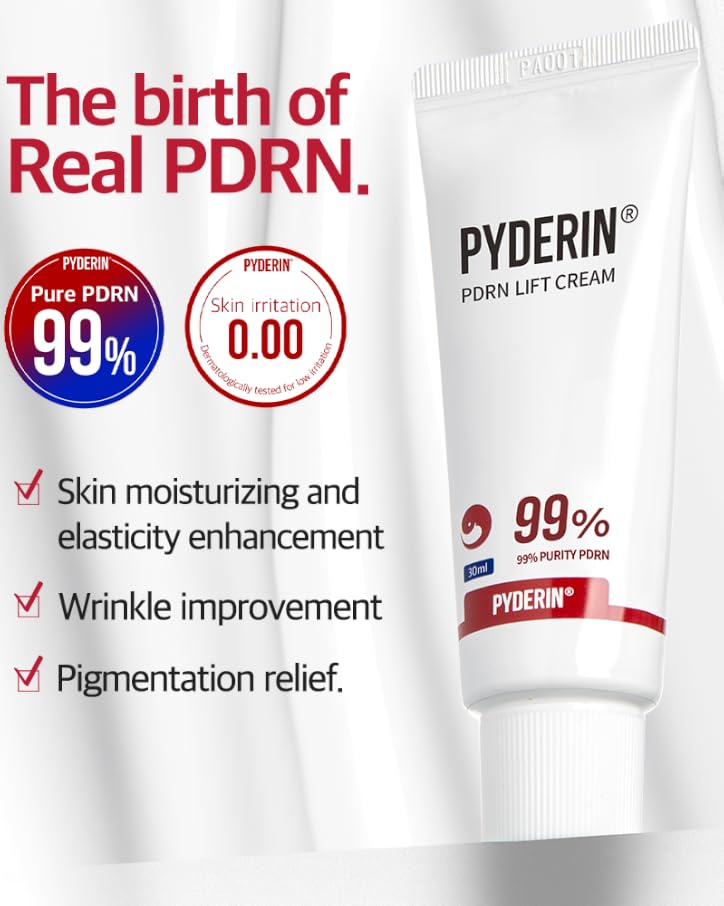 The birth of
Real PDRN.
PYDERIN
Pure PDRN
99%
PYDERIN
Skin irritation
0.00
Dermatologically tested for low irritation
Skin moisturizing and
elasticity enhancement
Wrinkle improvement
Pigmentation relief.
PA001
PYDERIN®
PDRN LIFT CREAM
99%
99% PURITY PDRN
30ml
PYDERIN®